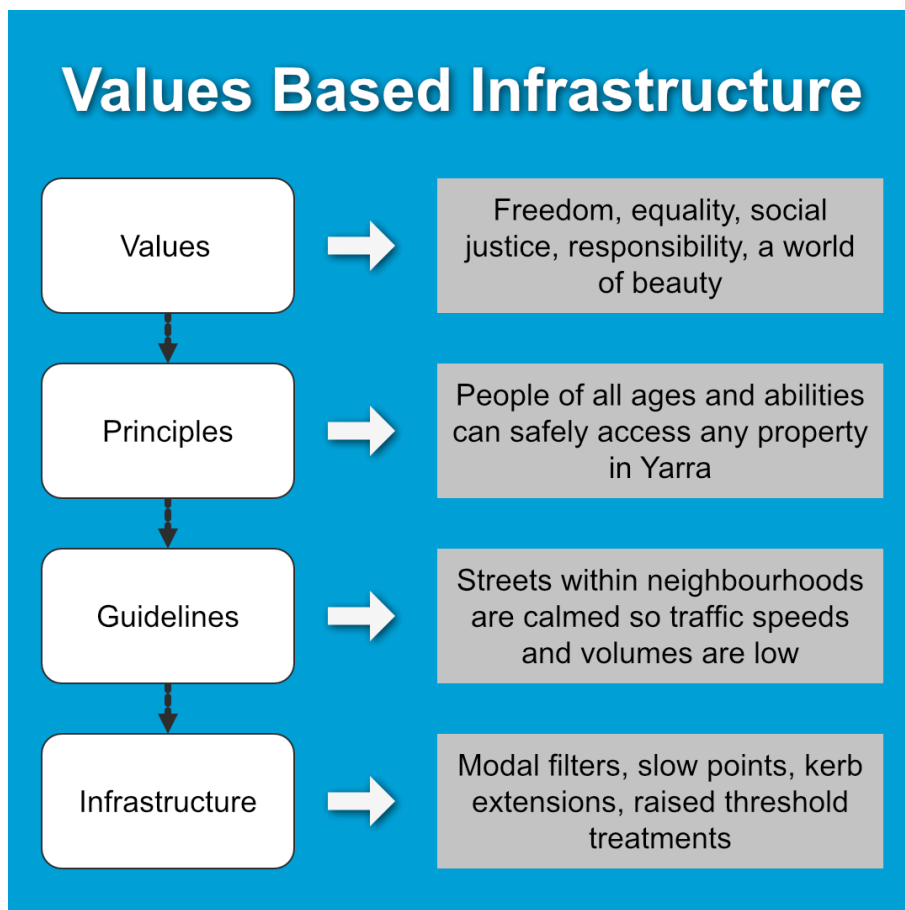 Values Based Infrastructure
Values
Freedom, equality, social
justice, responsibility, a world
of beauty
Principles
People of all ages and abilities
can safely access any property
in Yarra
Guidelines
Streets within neighbourhoods
are calmed so traffic speeds
and volumes are low
Infrastructure
Modal filters, slow points, kerb
extensions, raised threshold
treatments